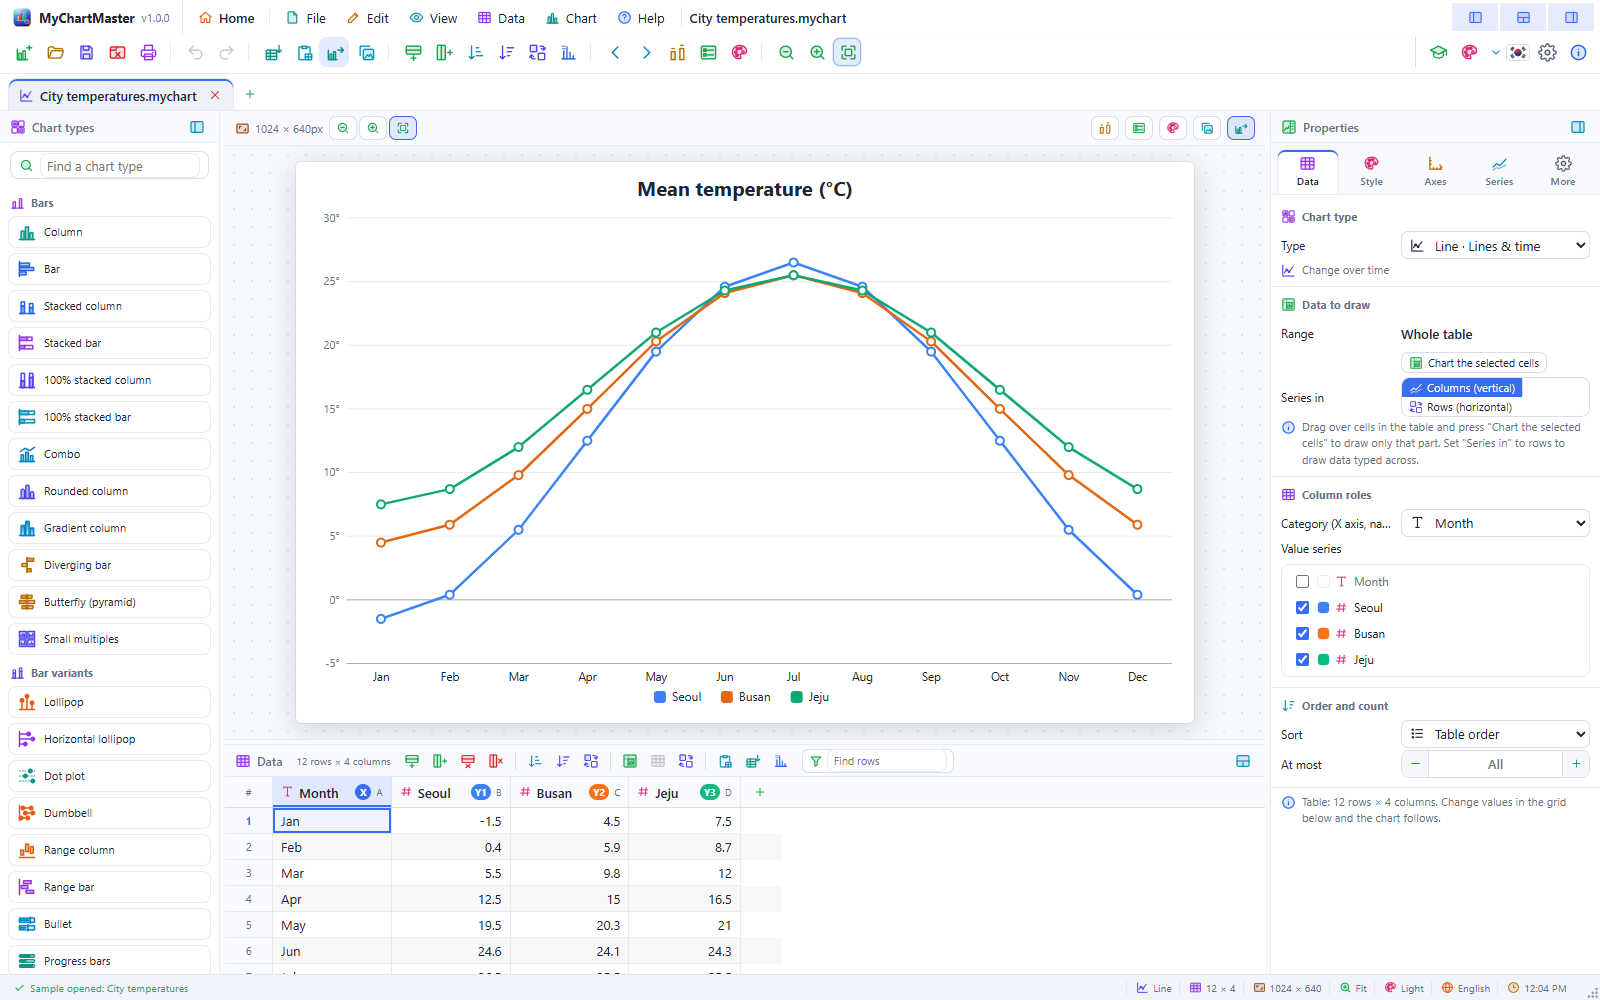 MyChartMaster v1.0.0
Home
File
Edit
View
Data
Chart
Help
City temperatures.mychart
City temperatures.mychart
Chart types
Find a chart type
Bars
Column
Bar
Stacked column
Stacked bar
100% stacked column
100% stacked bar
Combo
Rounded column
Gradient column
Diverging bar
Butterfly (pyramid)
Small multiples
Bar variants
Lollipop
Horizontal lollipop
Dot plot
Dumbbell
Range column
Range bar
Bullet
Progress bars
1024 × 640px
Mean temperature (°C)
30°
25°
20°
15°
10°
5°
0°
-5°
Jan Feb Mar Apr May Jun Jul Aug Sep Oct Nov Dec
Seoul Busan Jeju
Data 12 rows × 4 columns
Find rows
# Month X A Seoul Y1 B Busan Y2 C Jeju Y3 D
1 Jan -1.5 4.5 7.5
2 Feb 0.4 5.9 8.7
3 Mar 5.5 9.8 12
4 Apr 12.5 15 16.5
5 May 19.5 20.3 21
6 Jun 24.6 24.1 24.3
Properties
Data Style Axes Series More
Chart type
Type Line · Lines & time
Change over time
Data to draw
Range Whole table
Chart the selected cells
Series in
Columns (vertical)
Rows (horizontal)
Drag over cells in the table and press "Chart the selected
cells" to draw only that part. Set "Series in" to rows to
draw data typed across.
Column roles
Category (X axis, na... Month
Value series
Month
Seoul
Busan
Jeju
Order and count
Sort Table order
At most All
Table: 12 rows × 4 columns. Change values in the grid
below and the chart follows.
Sample opened: City temperatures
Line 12 × 4 1024 × 640 Fit Light English 12:04 PM